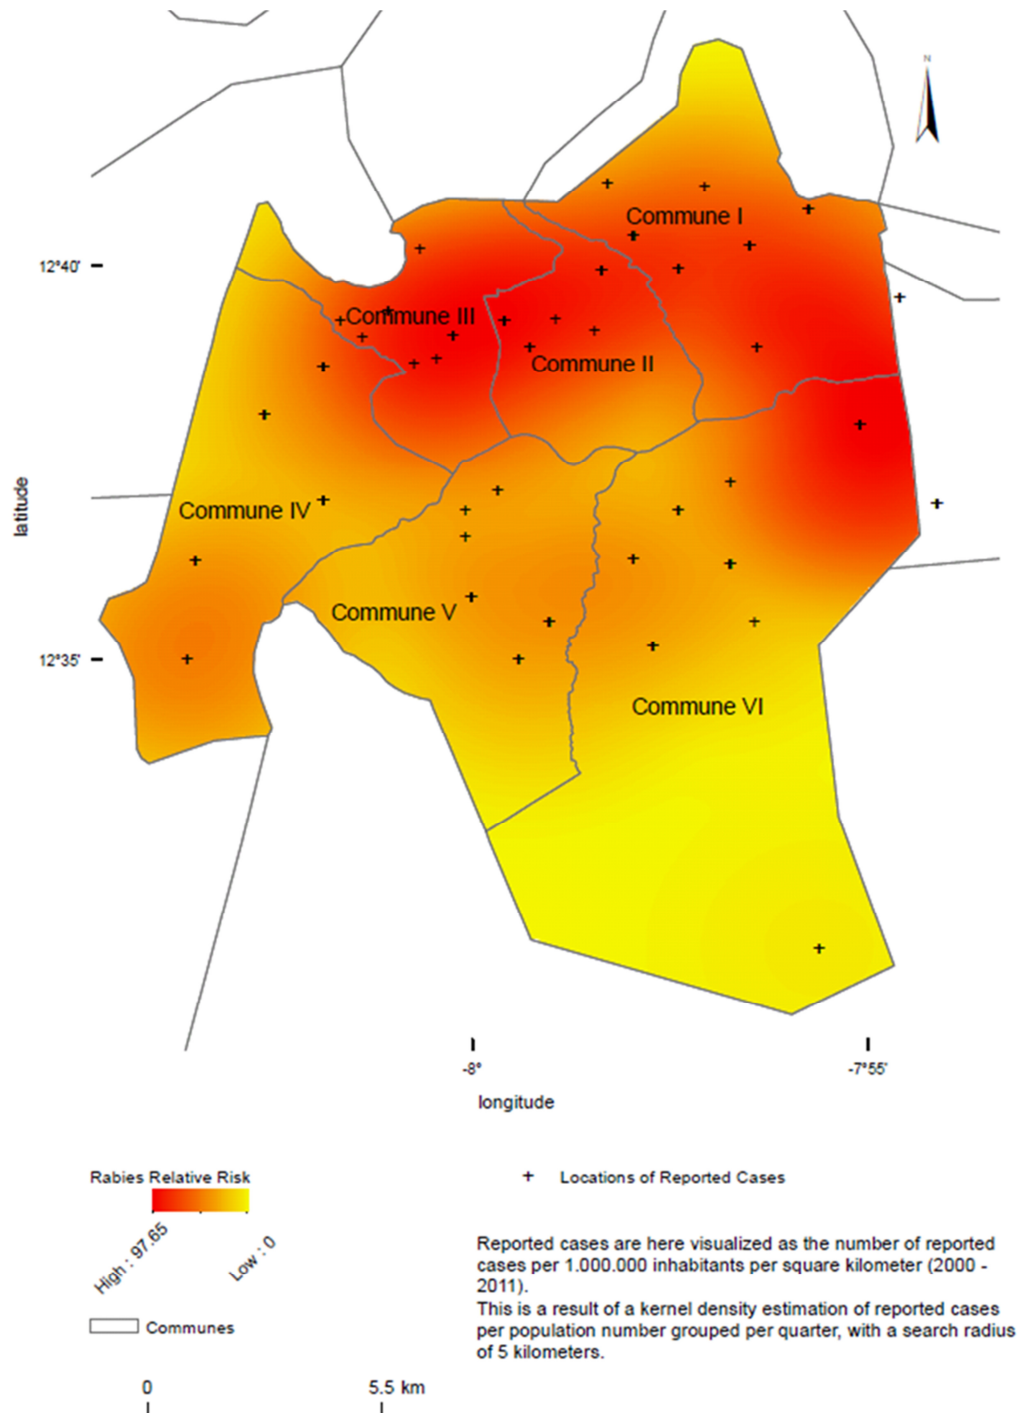 N
Commune I
12°40'
Commune III
Commune II
latitude
Commune IV
Commune V
12°35'
Commune VI
-8°
-7°55'
longitude
Rabies Relative Risk
High : 97.65
Low : 0
Communes
0
5.5 km
+ Locations of Reported Cases
Reported cases are here visualized as the number of reported
cases per 1.000.000 inhabitants per square kilometer (2000 -
2011).
This is a result of a kernel density estimation of reported cases
per population number grouped per quarter, with a search radius
of 5 kilometers.